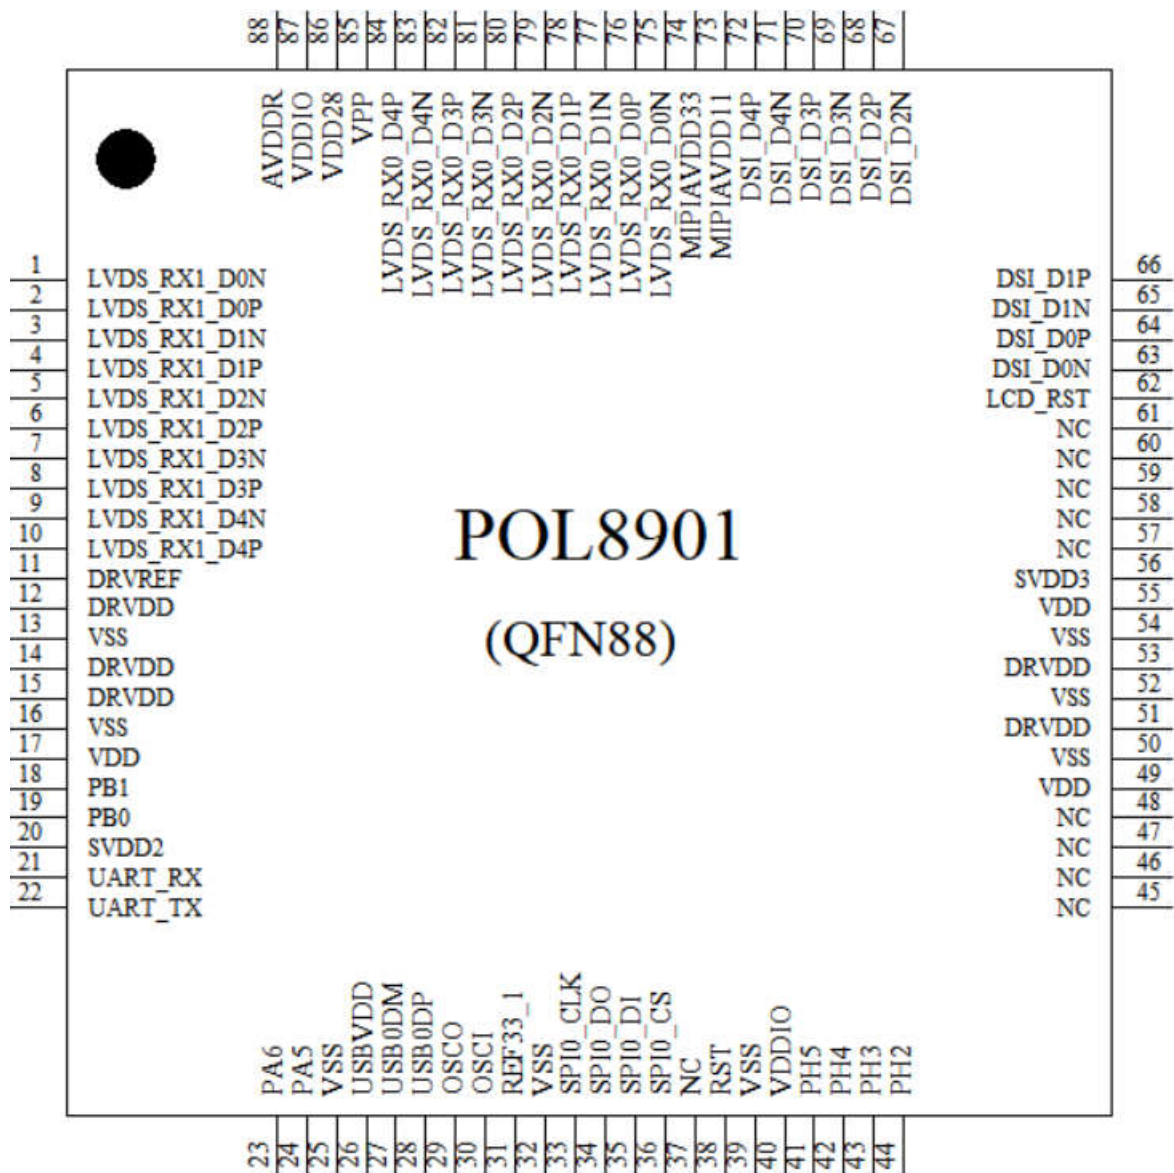 88 87 86 85 84 83 82 81 80 79 78 77 76 75 74 73 72 71 70 69 68 67
AVDDR VDDIO VDD28 VPP LVDS_RX0_D4P LVDS_RX0_D4N LVDS_RX0_D3P LVDS_RX0_D3N LVDS_RX0_D2P LVDS_RX0_D2N LVDS_RX0_D1P LVDS_RX0_D1N LVDS_RX0_D0P LVDS_RX0_D0N MIPIAVDD33 MIPIAVDD11 DSI_D4P DSI_D4N DSI_D3P DSI_D3N DSI_D2P DSI_D2N
1 LVDS_RX1_D0N
2 LVDS_RX1_D0P
3 LVDS_RX1_D1N
4 LVDS_RX1_D1P
5 LVDS_RX1_D2N
6 LVDS_RX1_D2P
7 LVDS_RX1_D3N
8 LVDS_RX1_D3P
9 LVDS_RX1_D4N
10 LVDS_RX1_D4P
11 DRVREF
12 DRVDD
13 VSS
14 DRVDD
15 DRVDD
16 VSS
17 VDD
18 PB1
19 PB0
20 SVDD2
21 UART_RX
22 UART_TX
POL8901
(QFN88)
DSI_D1P 66
DSI_D1N 65
DSI_D0P 64
DSI_D0N 63
LCD_RST 62
NC 61
NC 60
NC 59
NC 58
NC 57
SVDD3 56
VDD 55
VSS 54
DRVDD 53
VSS 52
DRVDD 51
VSS 50
VDD 49
NC 48
NC 47
NC 46
NC 45
PA6 PA5 VSS USBVDD USB0DM USB0DP OSCO OSCI REF33_1 VSS SPI0_CLK SPI0_DO SPI0_DI SPI0_CS NC RST VSS VDDIO PH5 PH4 PH3 PH2
23 24 25 26 27 28 29 30 31 32 33 34 35 36 37 38 39 40 41 42 43 44